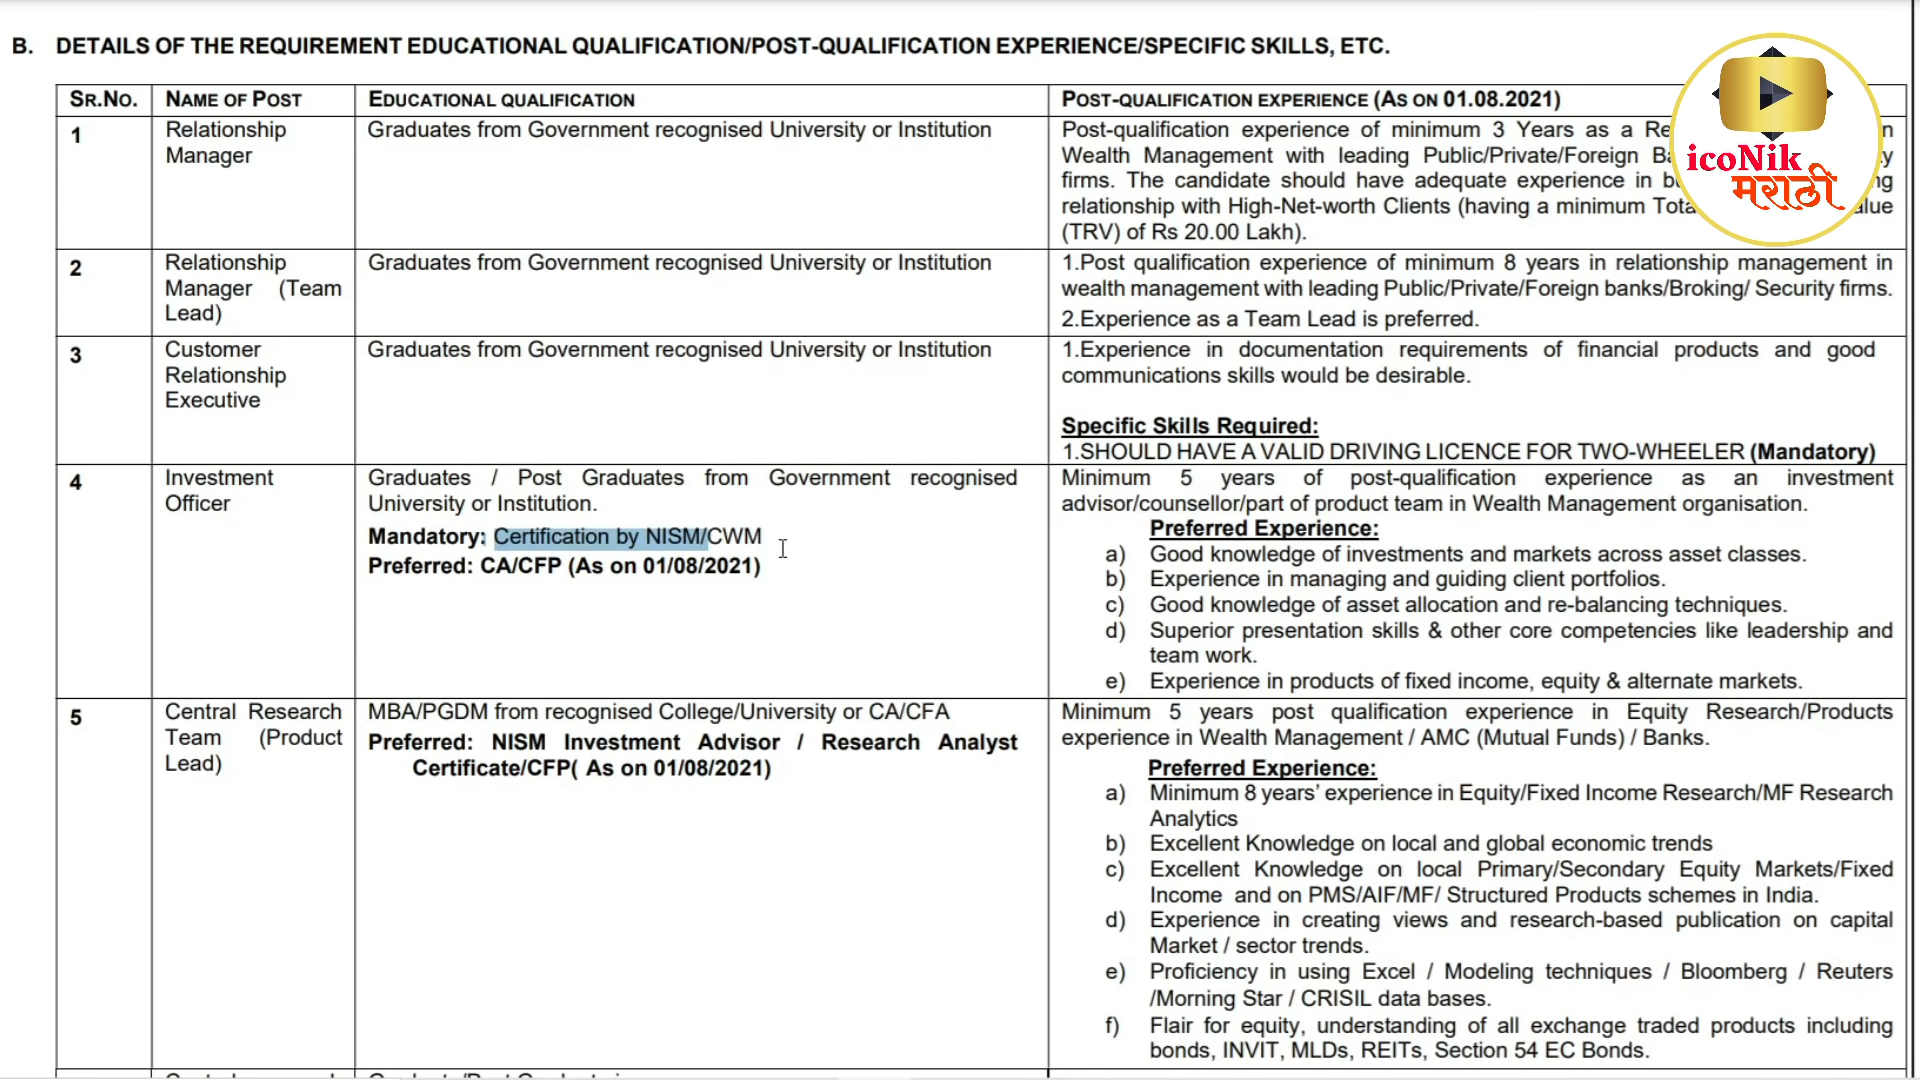 B. DETAILS OF THE REQUIREMENT EDUCATIONAL QUALIFICATION/POST-QUALIFICATION EXPERIENCE/SPECIFIC SKILLS, ETC.
SR.NO. NAME OF POST EDUCATIONAL QUALIFICATION POST-QUALIFICATION EXPERIENCE (AS ON 01.08.2021)
1
Relationship
Manager
Graduates from Government recognised University or Institution
Post-qualification experience of minimum 3 Years as a
Wealth Management with leading Public/Private/Foreign
firms. The candidate should have adequate experience in
relationship with High-Net-worth Clients (having a minimum
(TRV) of Rs 20.00 Lakh).
2
Relationship
Manager (Team
Lead)
Graduates from Government recognised University or Institution
1.Post qualification experience of minimum 8 years in relationship management in
wealth management with leading Public/Private/Foreign banks/Broking/ Security firms.
2.Experience as a Team Lead is preferred.
3
Customer
Relationship
Executive
Graduates from Government recognised University or Institution
1.Experience in documentation requirements of financial products and good
communications skills would be desirable.
Specific Skills Required:
1.SHOULD HAVE A VALID DRIVING LICENCE FOR TWO-WHEELER (Mandatory)
4
Investment
Officer
Graduates / Post Graduates from Government recognised
University or Institution.
Mandatory: Certification by NISM/CWM
Preferred: CA/CFP (As on 01/08/2021)
Minimum 5 years of post-qualification experience as an investment
advisor/counsellor/part of product team in Wealth Management organisation.
Preferred Experience:
a) Good knowledge of investments and markets across asset classes.
b) Experience in managing and guiding client portfolios.
c) Good knowledge of asset allocation and re-balancing techniques.
d) Superior presentation skills & other core competencies like leadership and
team work.
e) Experience in products of fixed income, equity & alternate markets.
5
Central Research
Team (Product
Lead)
MBA/PGDM from recognised College/University or CA/CFA
Preferred: NISM Investment Advisor / Research Analyst
Certificate/CFP( As on 01/08/2021)
Minimum 5 years post qualification experience in Equity Research/Products
experience in Wealth Management / AMC (Mutual Funds) / Banks.
Preferred Experience:
a) Minimum 8 years’ experience in Equity/Fixed Income Research/MF Research
Analytics
b) Excellent Knowledge on local and global economic trends
c) Excellent Knowledge on local Primary/Secondary Equity Markets/Fixed
Income and on PMS/AIF/MF/ Structured Products schemes in India.
d) Experience in creating views and research-based publication on capital
Market / sector trends.
e) Proficiency in using Excel / Modeling techniques / Bloomberg / Reuters
/Morning Star / CRISIL data bases.
f) Flair for equity, understanding of all exchange traded products including
bonds, INVIT, MLDs, REITs, Section 54 EC Bonds.
icoNik
मराठी